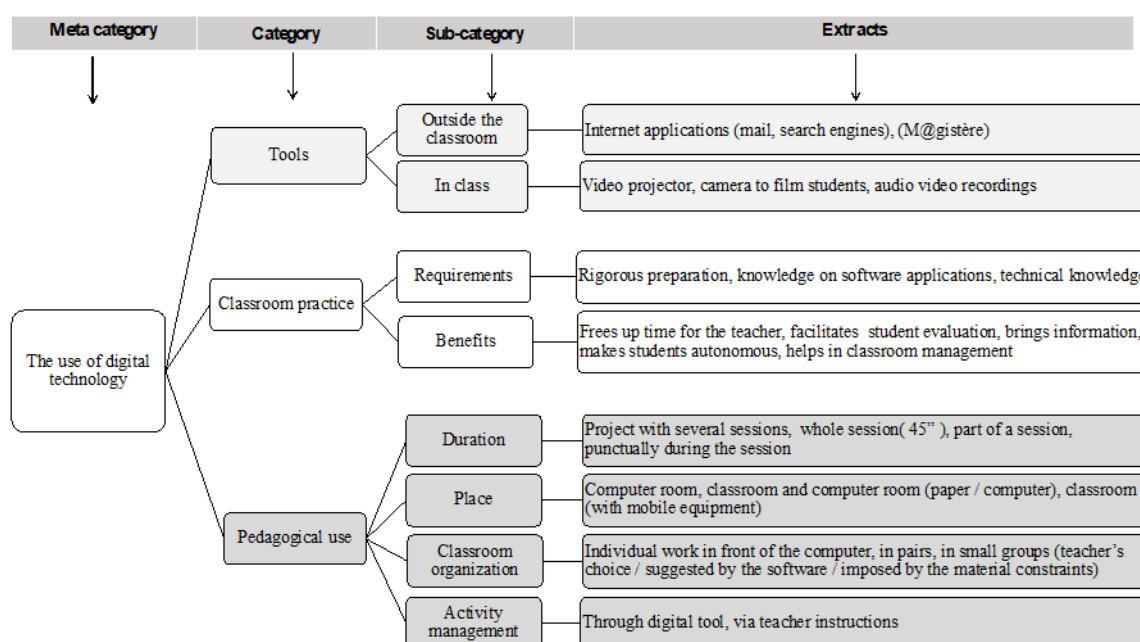 Meta category
Category
Sub-category
Extracts
Outside the
classroom
Internet applications (mail, search engines), (M@gistère)
Tools
In class
Video projector, camera to film students, audio video recordings
Requirements
Rigorous preparation, knowledge on software applications, technical knowledge
Classroom practice
Benefits
Frees up time for the teacher, facilitates student evaluation, brings information,
makes students autonomous, helps in classroom management
The use of digital
technology
Duration
Project with several sessions, whole session( 45” ), part of a session,
punctually during the session
Place
Computer room, classroom and computer room (paper / computer), classroom
(with mobile equipment)
Pedagogical use
Classroom
organization
Individual work in front of the computer, in pairs, in small groups (teacher’s
choice / suggested by the software / imposed by the material constraints)
Activity
management
Through digital tool, via teacher instructions